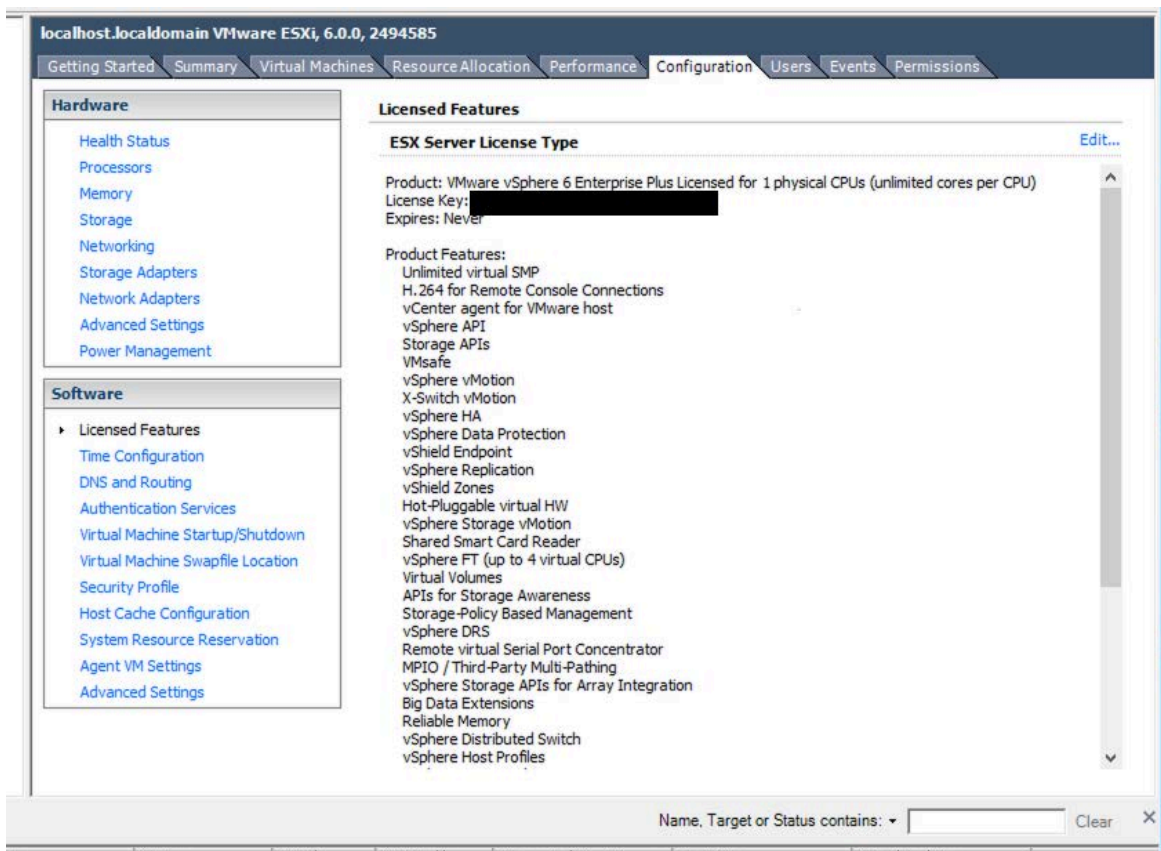 localhost.localdomain VMware ESXi, 6.0.0, 2494585
Getting Started Summary Virtual Machines Resource Allocation Performance Configuration Users Events Permissions
Hardware
Health Status
Processors
Memory
Storage
Networking
Storage Adapters
Network Adapters
Advanced Settings
Power Management
Software
Licensed Features
Time Configuration
DNS and Routing
Authentication Services
Virtual Machine Startup/Shutdown
Virtual Machine Swapfile Location
Security Profile
Host Cache Configuration
System Resource Reservation
Agent VM Settings
Advanced Settings
Licensed Features
ESX Server License Type Edit...
Product: VMware vSphere 6 Enterprise Plus Licensed for 1 physical CPUs (unlimited cores per CPU)
License Key:
Expires: Never
Product Features:
Unlimited virtual SMP
H.264 for Remote Console Connections
vCenter agent for VMware host
vSphere API
Storage APIs
VMsafe
vSphere vMotion
X-Switch vMotion
vSphere HA
vSphere Data Protection
vShield Endpoint
vSphere Replication
vShield Zones
Hot-Pluggable virtual HW
vSphere Storage vMotion
Shared Smart Card Reader
vSphere FT (up to 4 virtual CPUs)
Virtual Volumes
APIs for Storage Awareness
Storage-Policy Based Management
vSphere DRS
Remote virtual Serial Port Concentrator
MPIO / Third-Party Multi-Pathing
vSphere Storage APIs for Array Integration
Big Data Extensions
Reliable Memory
vSphere Distributed Switch
vSphere Host Profiles
Name, Target or Status contains: Clear